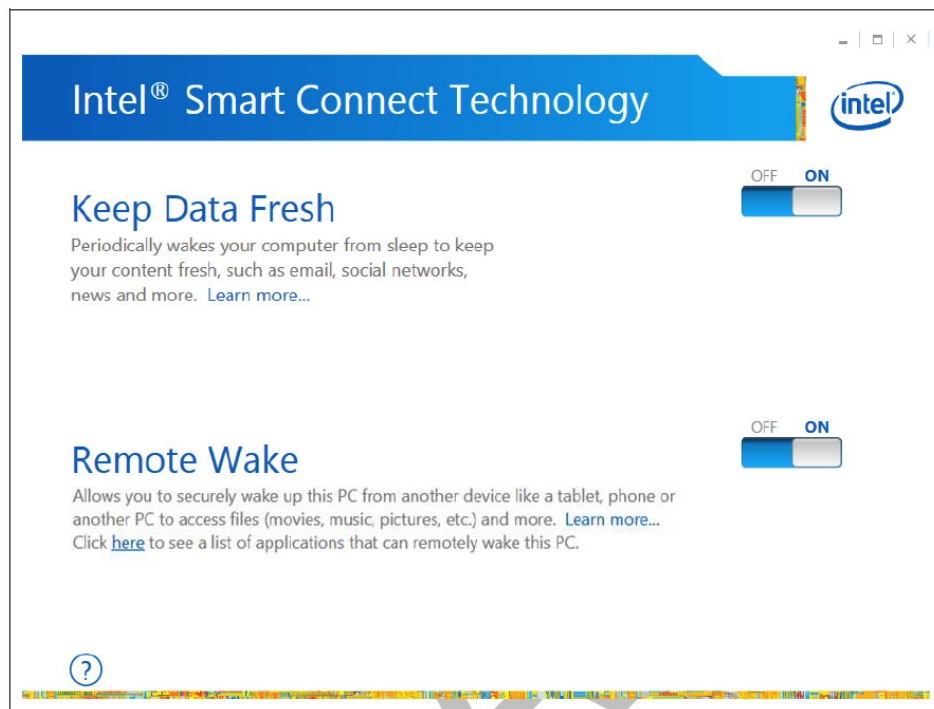 Intel® Smart Connect Technology
intel
OFF ON
Keep Data Fresh
Periodically wakes your computer from sleep to keep
your content fresh, such as email, social networks,
news and more. Learn more...
OFF ON
Remote Wake
Allows you to securely wake up this PC from another device like a tablet, phone or
another PC to access files (movies, music, pictures, etc.) and more. Learn more...
Click here to see a list of applications that can remotely wake this PC.
?